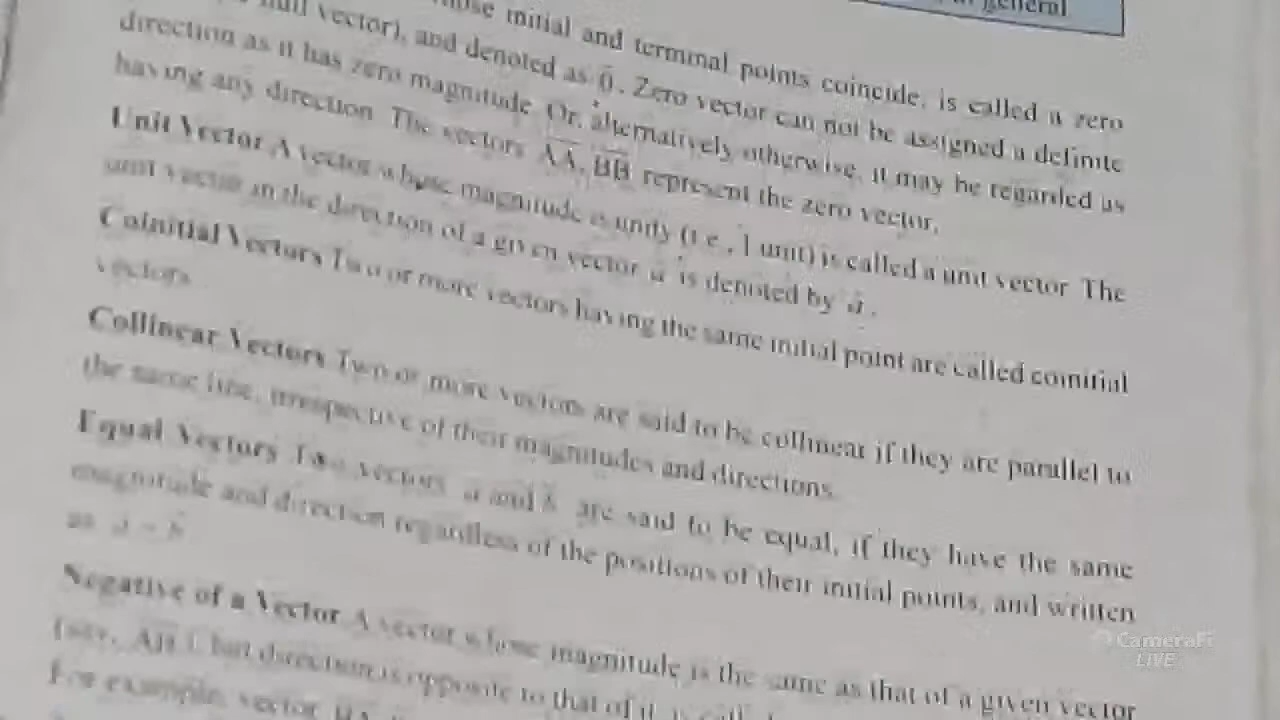 in general
whose initial and terminal points coincide, is called a zero
null vector), and denoted as 0⃗. Zero vector can not be assigned a definite
direction as it has zero magnitude. Or, alternatively otherwise, it may be regarded as
having any direction. The vectors AA, BB represent the zero vector,
Unit Vector A vector whose magnitude is unity (i.e., 1 unit) is called a unit vector. The
unit vector in the direction of a given vector a⃗ is denoted by â.
Coinitial Vectors Two or more vectors having the same initial point are called coinitial
vectors.
Collinear Vectors Two or more vectors are said to be collinear if they are parallel to
the same line, irrespective of their magnitudes and directions.
Equal Vectors Two vectors a⃗ and b⃗ are said to be equal, if they have the same
magnitude and direction regardless of the positions of their initial points, and written
as a⃗ = b⃗
Negative of a Vector A vector whose magnitude is the same as that of a given vector
(say, AB), but direction is opposite to that of it, is
For example, vector BA
CameraFi
LIVE